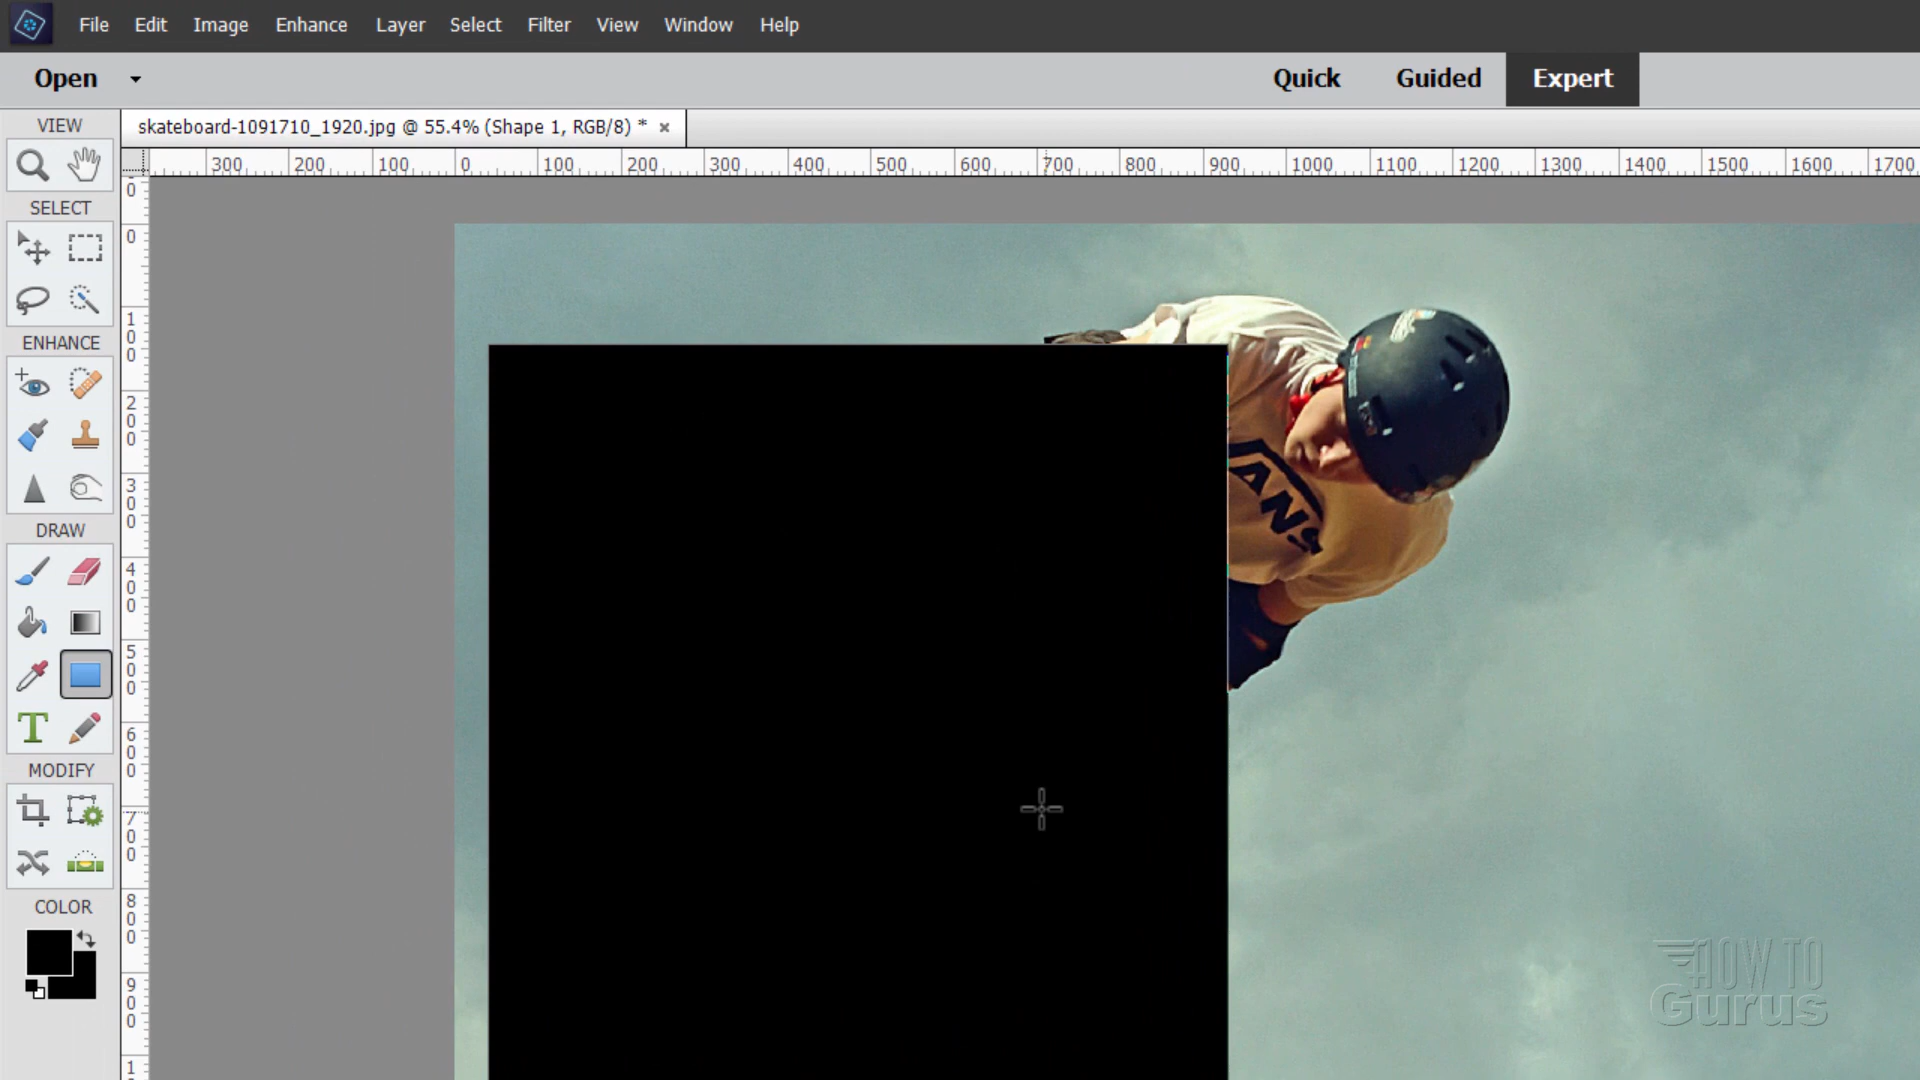 File Edit Image Enhance Layer Select Filter View Window Help
Open Quick Guided Expert
VIEW
skateboard-1091710_1920.jpg @ 55.4% (Shape 1, RGB/8) * ×
300 200 100 0 100 200 300 400 500 600 700 800 900 1000 1100 1200 1300 1400 1500 1600 1700
0
0
100
200
300
400
500
600
700
800
900
1
SELECT
ENHANCE
DRAW
T
MODIFY
COLOR
ANS
HOW TO
Gurus